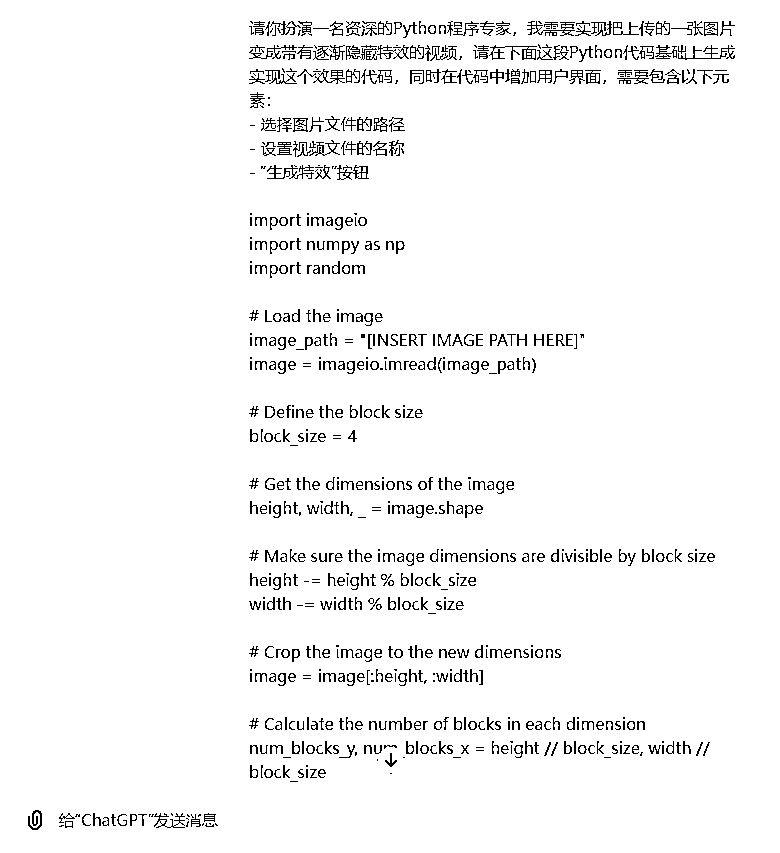 请你扮演一名资深的Python程序专家，我需要实现把上传的一张图片
变成带有逐渐隐藏特效的视频，请在下面这段Python代码基础上生成
实现这个效果的代码，同时在代码中增加用户界面，需要包含以下元
素：
- 选择图片文件的路径
- 设置视频文件的名称
- “生成特效”按钮
import imageio
import numpy as np
import random
# Load the image
image_path = "[INSERT IMAGE PATH HERE]"
image = imageio.imread(image_path)
# Define the block size
block_size = 4
# Get the dimensions of the image
height, width, _ = image.shape
# Make sure the image dimensions are divisible by block size
height -= height % block_size
width -= width % block_size
# Crop the image to the new dimensions
image = image[:height, :width]
# Calculate the number of blocks in each dimension
num_blocks_y, num_blocks_x = height // block_size, width //
block_size
给“ChatGPT”发送消息